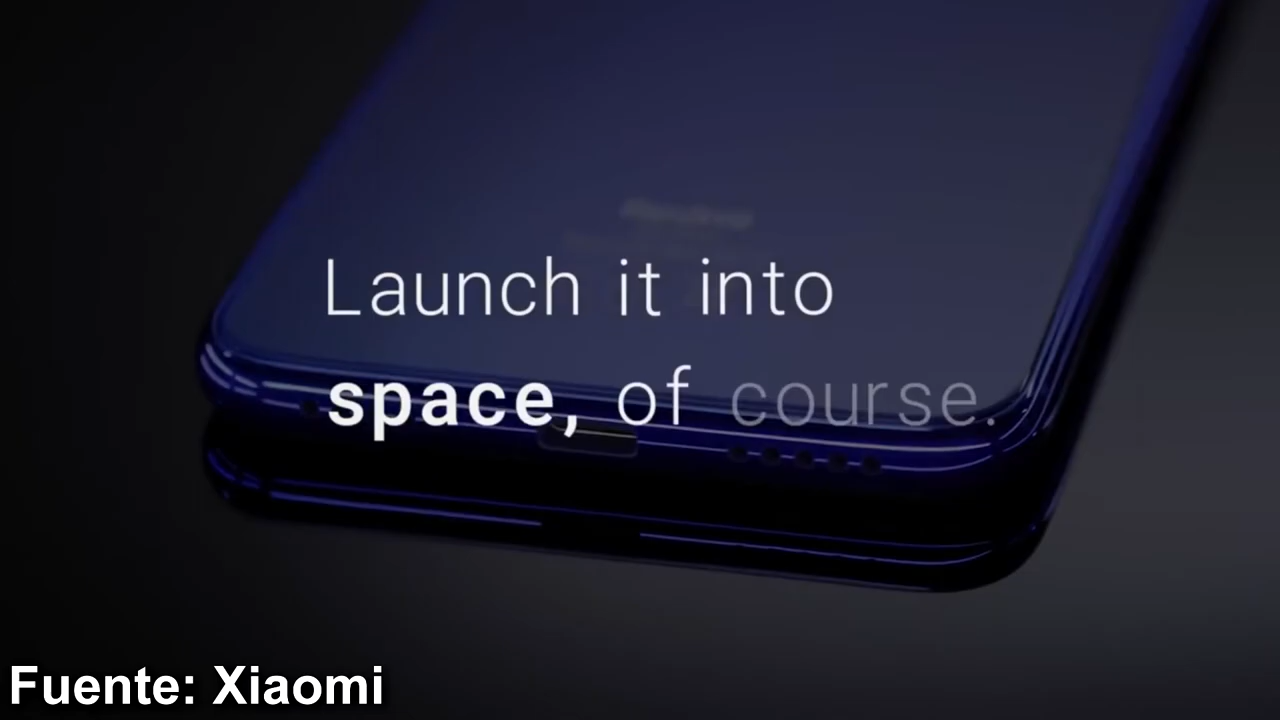 Launch it into
space, of course.
Fuente: Xiaomi